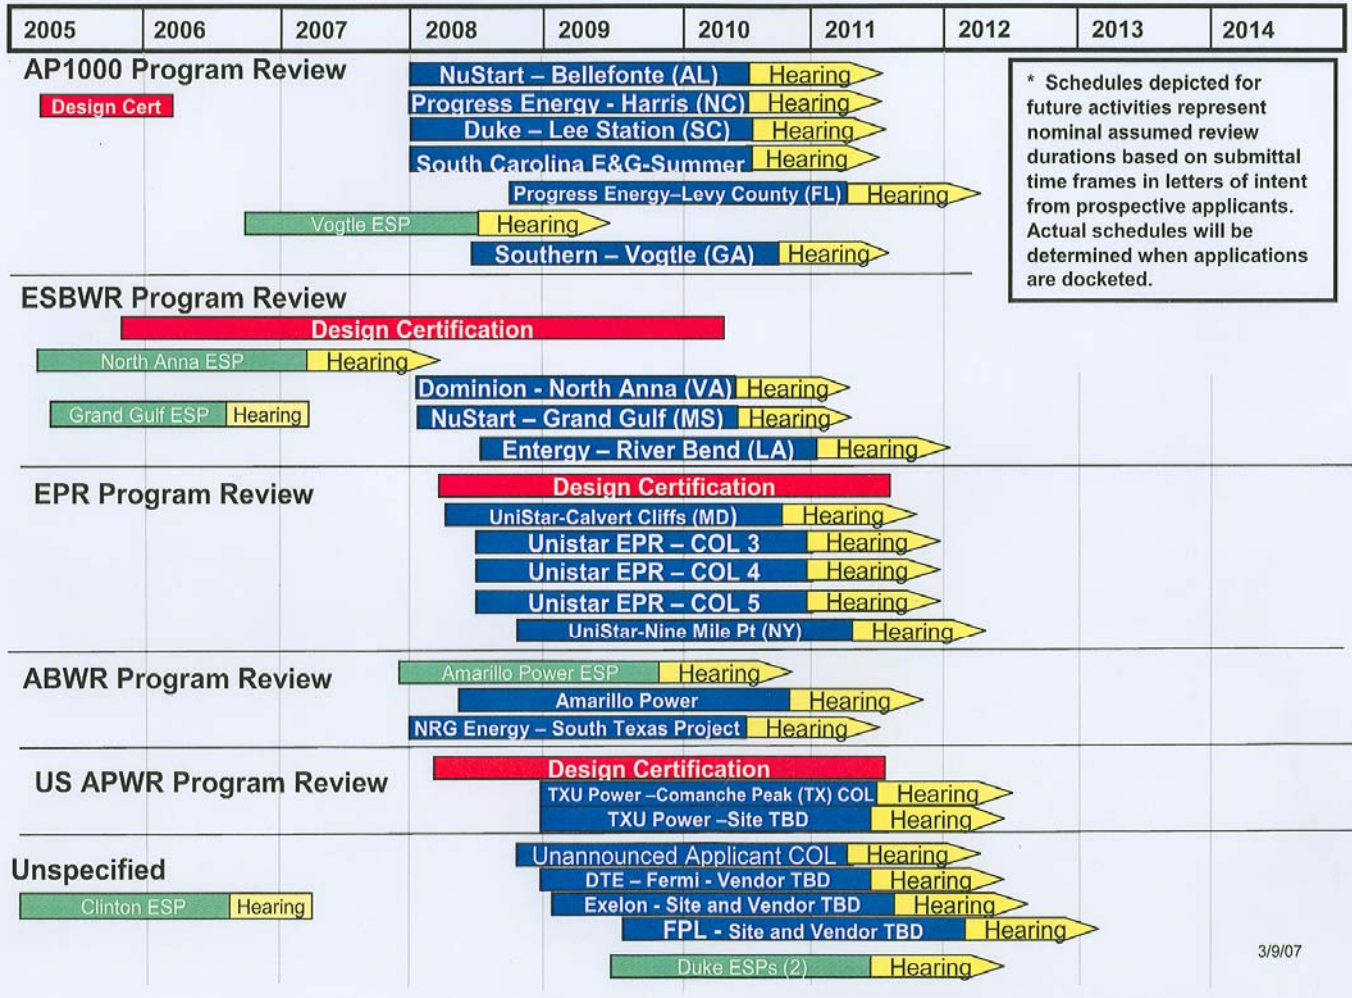 2005 2006 2007 2008 2009 2010 2011 2012 2013 2014
AP1000 Program Review
NuStart – Bellefonte (AL) Hearing
Design Cert
Progress Energy - Harris (NC) Hearing
Duke – Lee Station (SC) Hearing
South Carolina E&G-Summer Hearing
Progress Energy–Levy County (FL) Hearing
Vogtle ESP Hearing
Southern – Vogtle (GA) Hearing
* Schedules depicted for
future activities represent
nominal assumed review
durations based on submittal
time frames in letters of intent
from prospective applicants.
Actual schedules will be
determined when applications
are docketed.
ESBWR Program Review
Design Certification
North Anna ESP Hearing
Dominion - North Anna (VA) Hearing
Grand Gulf ESP Hearing
NuStart – Grand Gulf (MS) Hearing
Entergy – River Bend (LA) Hearing
EPR Program Review
Design Certification
UniStar-Calvert Cliffs (MD) Hearing
Unistar EPR – COL 3 Hearing
Unistar EPR – COL 4 Hearing
Unistar EPR – COL 5 Hearing
UniStar-Nine Mile Pt (NY) Hearing
ABWR Program Review
Amarillo Power ESP Hearing
Amarillo Power Hearing
NRG Energy – South Texas Project Hearing
US APWR Program Review
Design Certification
TXU Power –Comanche Peak (TX) COL Hearing
TXU Power –Site TBD Hearing
Unspecified
Unannounced Applicant COL Hearing
DTE – Fermi - Vendor TBD Hearing
Clinton ESP Hearing
Exelon - Site and Vendor TBD Hearing
FPL - Site and Vendor TBD Hearing
Duke ESPs (2) Hearing
3/9/07